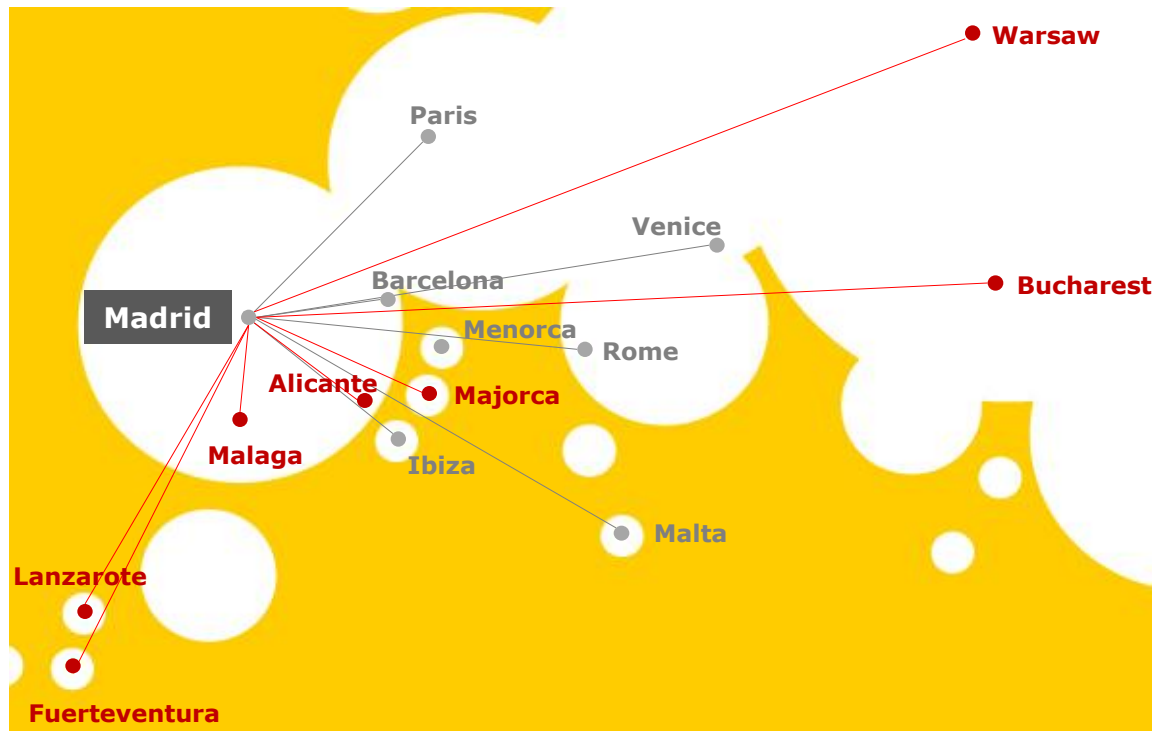 Warsaw
Paris
Venice
Barcelona
Bucharest
Madrid
Menorca
Rome
Alicante
Majorca
Malaga
Ibiza
Malta
Lanzarote
Fuerteventura